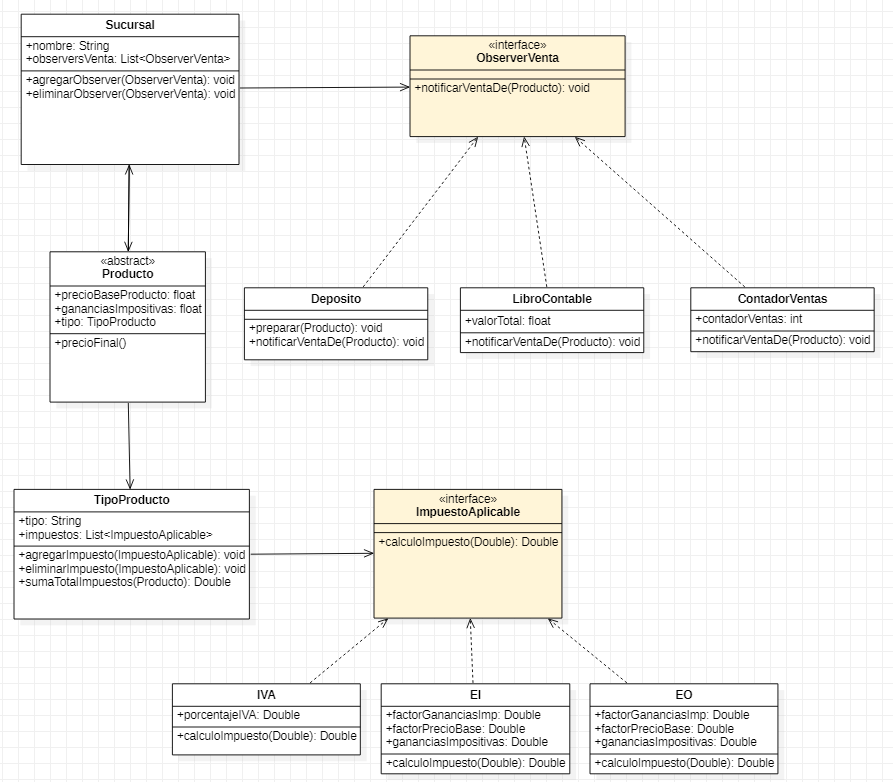 Sucursal
+nombre: String
+observersVenta: List<ObserverVenta>
+agregarObserver(ObserverVenta): void
+eliminarObserver(ObserverVenta): void
«interface»
ObserverVenta
+notificarVentaDe(Producto): void
«abstract»
Producto
+precioBaseProducto: float
+gananciasImpositivas: float
+tipo: TipoProducto
+precioFinal()
Deposito
+preparar(Producto): void
+notificarVentaDe(Producto): void
LibroContable
+valorTotal: float
+notificarVentaDe(Producto): void
ContadorVentas
+contadorVentas: int
+notificarVentaDe(Producto): void
TipoProducto
+tipo: String
+impuestos: List<ImpuestoAplicable>
+agregarImpuesto(ImpuestoAplicable): void
+eliminarImpuesto(ImpuestoAplicable): void
+sumaTotalImpuestos(Producto): Double
«interface»
ImpuestoAplicable
+calculoImpuesto(Double): Double
IVA
+porcentajeIVA: Double
+calculoImpuesto(Double): Double
EI
+factorGananciasImp: Double
+factorPrecioBase: Double
+gananciasImpositivas: Double
+calculoImpuesto(Double): Double
EO
+factorGananciasImp: Double
+factorPrecioBase: Double
+gananciasImpositivas: Double
+calculoImpuesto(Double): Double